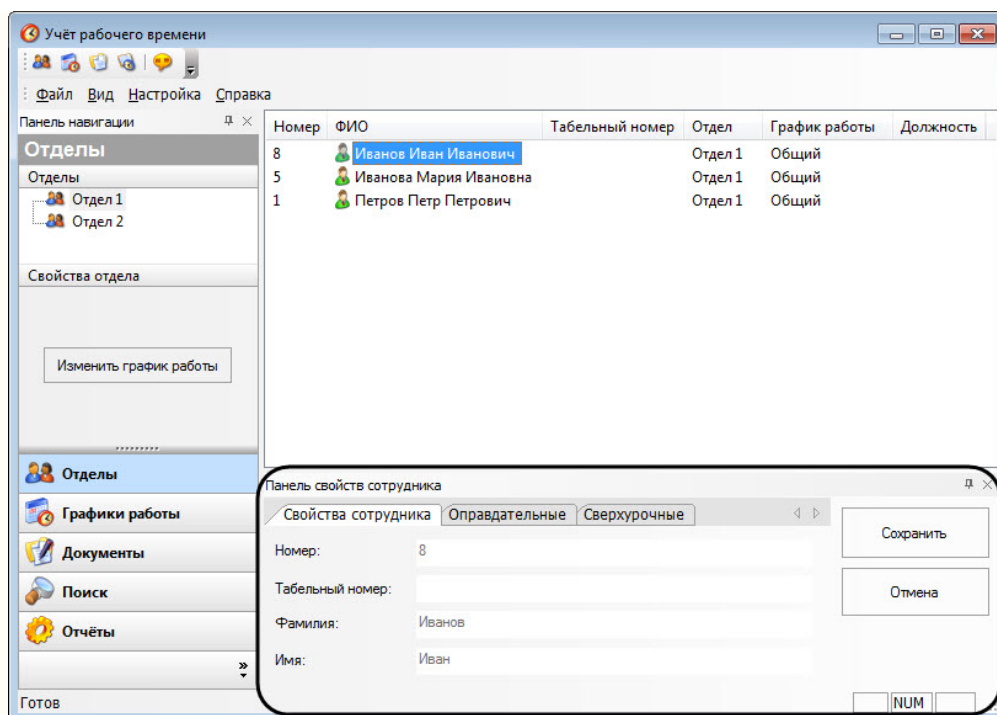 Учёт рабочего времени
Файл Вид Настройка Справка
Панель навигации
Отделы
Отделы
Отдел 1
Отдел 2
Свойства отдела
Изменить график работы
Отделы
Графики работы
Документы
Поиск
Отчёты
Номер ФИО Табельный номер Отдел График работы Должность
8 Иванов Иван Иванович Отдел 1 Общий
5 Иванова Мария Ивановна Отдел 1 Общий
1 Петров Петр Петрович Отдел 1 Общий
Панель свойств сотрудника
Свойства сотрудника Оправдательные Сверхурочные
Номер: 8
Табельный номер:
Фамилия: Иванов
Имя: Иван
Сохранить
Отмена
Готов NUM